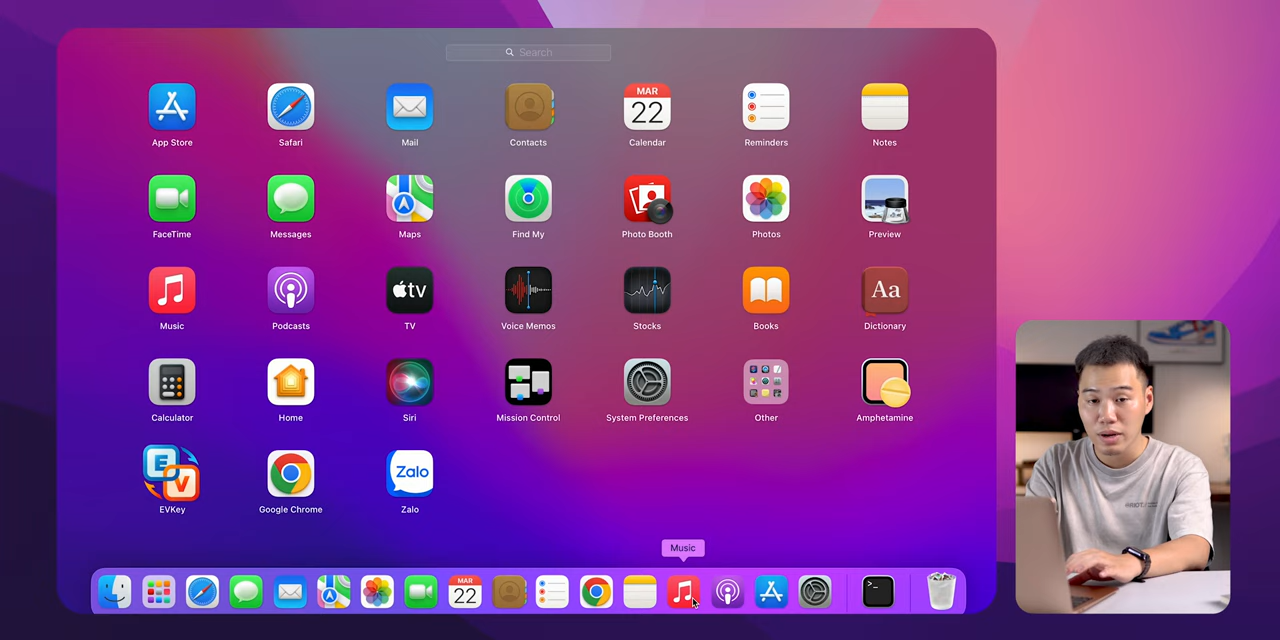 Search
MAR
22
App Store
Safari
Mail
Contacts
Calendar
Reminders
Notes
FaceTime
Messages
Maps
Find My
Photo Booth
Photos
Preview
tv
Aa
Music
Podcasts
TV
Voice Memos
Stocks
Books
Dictionary
Calculator
Home
Siri
Mission Control
System Preferences
Other
Amphetamine
E
V
Zalo
EVKey
Google Chrome
Zalo
Music
MAR
22
>_